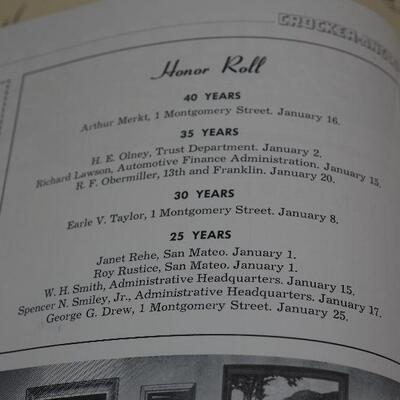 CROCKER-ANGLO
Honor Roll
40 YEARS
Arthur Merkt, 1 Montgomery Street. January 16.
35 YEARS
H. E. Olney, Trust Department. January 2.
Richard Lawson, Automotive Finance Administration. January 15.
R. F. Obermiller, 13th and Franklin. January 20.
30 YEARS
Earle V. Taylor, 1 Montgomery Street. January 8.
25 YEARS
Janet Rehe, San Mateo. January 1.
Roy Rustice, San Mateo. January 1.
W. H. Smith, Administrative Headquarters. January 15.
Spencer N. Smiley, Jr., Administrative Headquarters. January 17.
George G. Drew, 1 Montgomery Street. January 25.